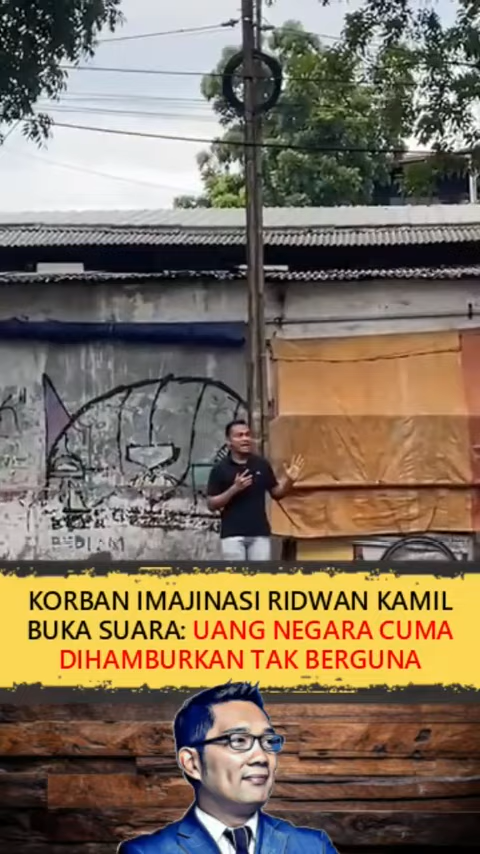 KORBAN IMAJINASI RIDWAN KAMIL
BUKA SUARA: UANG NEGARA CUMA
DIHAMBURKAN TAK BERGUNA